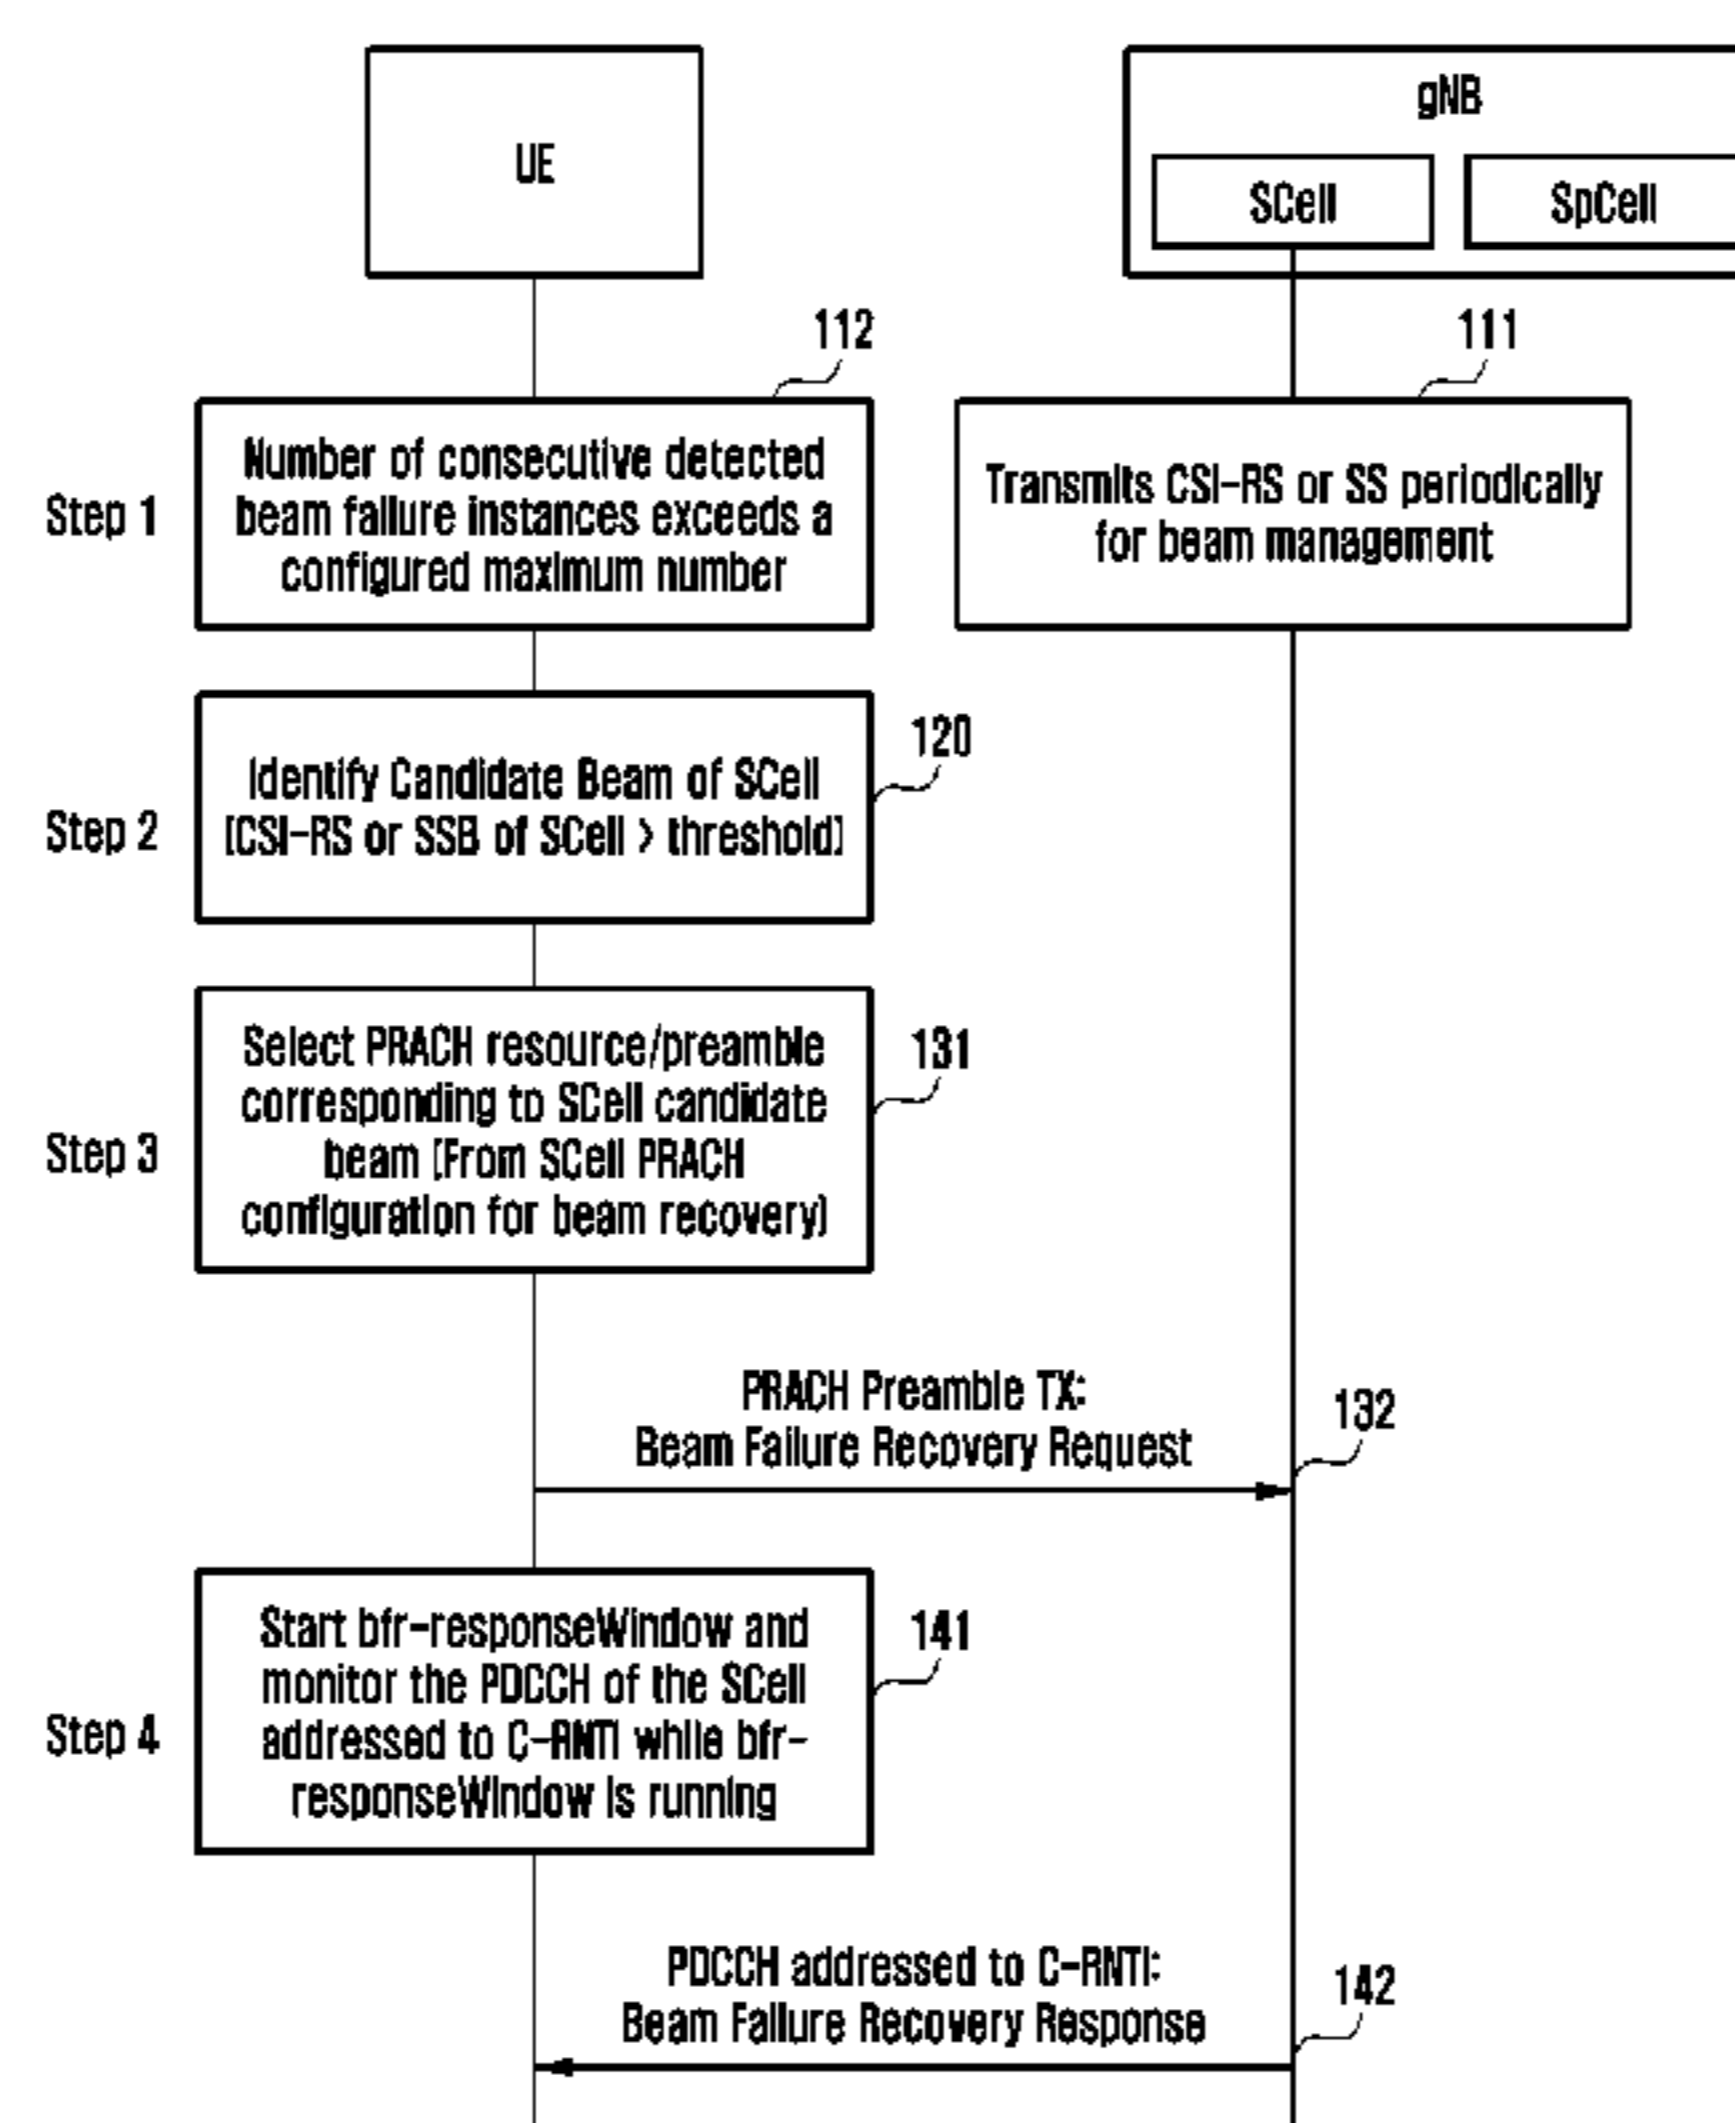 UE
gNB
SCell
SpCell
112
111
Step 1
Number of consecutive detected
beam failure instances exceeds a
configured maximum number
Transmits CSI-RS or SS periodically
for beam management
120
Step 2
Identify Candidate Beam of SCell
(CSI-RS or SSB of SCell > threshold)
131
Step 3
Select PRACH resource/preamble
corresponding to SCell candidate
beam (From SCell PRACH
configuration for beam recovery)
PRACH Preamble TX:
Beam Failure Recovery Request
132
141
Step 4
Start bfr-responseWindow and
monitor the PDCCH of the SCell
addressed to C-RNTI while bfr-
responseWindow is running
PDCCH addressed to C-RNTI:
Beam Failure Recovery Response
142